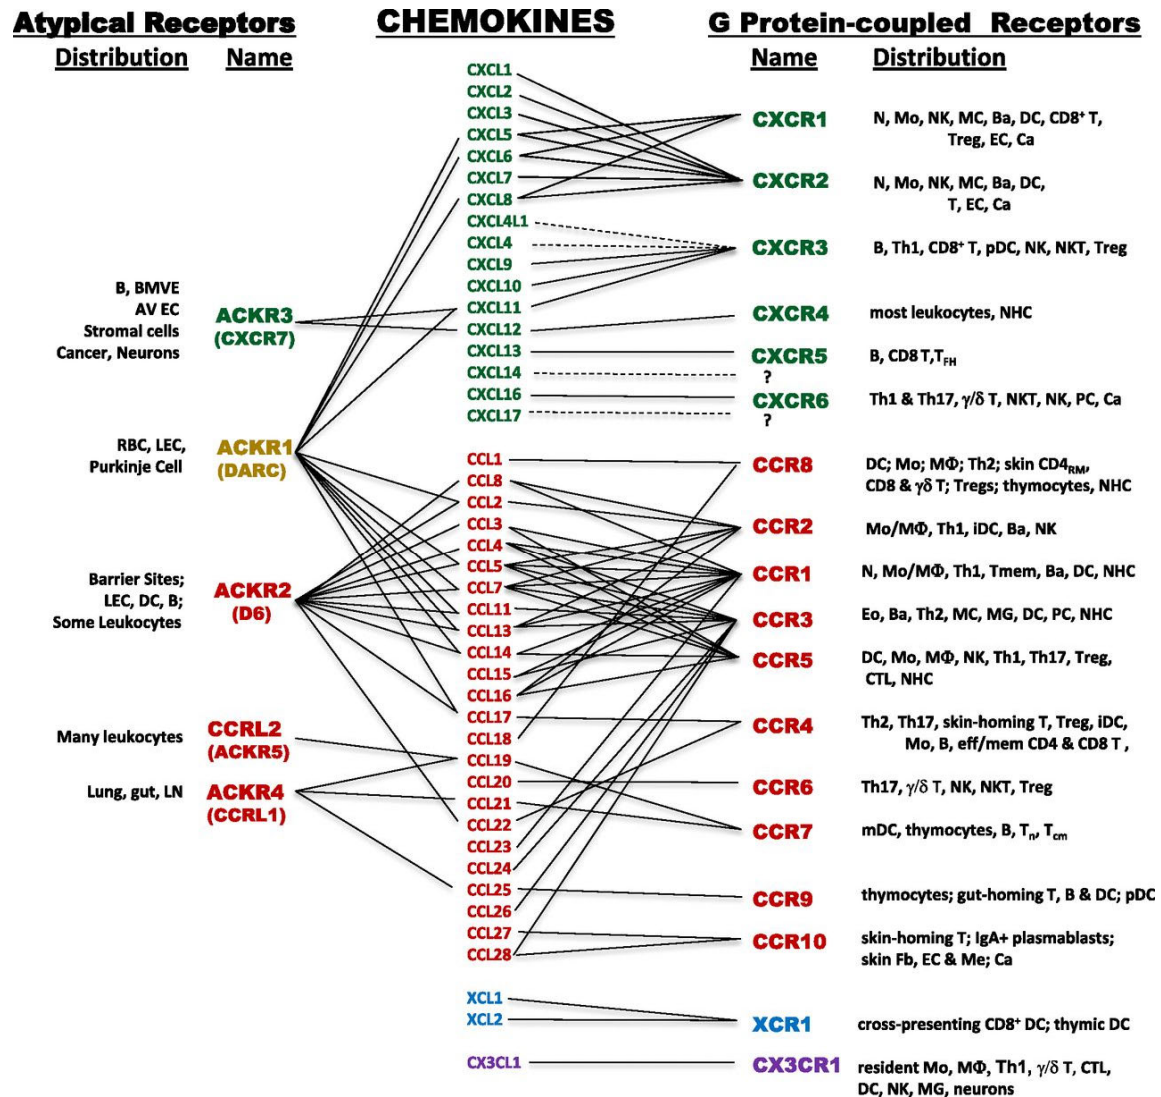 Atypical Receptors
CHEMOKINES
G Protein-coupled Receptors
Distribution
Name
Name
Distribution
B, BMVE
AV EC
Stromal cells
Cancer, Neurons
ACKR3
(CXCR7)
RBC, LEC,
Purkinje Cell
ACKR1
(DARC)
Barrier Sites;
LEC, DC, B;
Some Leukocytes
ACKR2
(D6)
Many leukocytes
CCRL2
(ACKR5)
Lung, gut, LN
ACKR4
(CCRL1)
CXCL1
CXCL2
CXCL3
CXCL5
CXCL6
CXCL7
CXCL8
CXCL4L1
CXCL4
CXCL9
CXCL10
CXCL11
CXCL12
CXCL13
CXCL14
CXCL16
CXCL17
CCL1
CCL8
CCL2
CCL3
CCL4
CCL5
CCL7
CCL11
CCL13
CCL14
CCL15
CCL16
CCL17
CCL18
CCL19
CCL20
CCL21
CCL22
CCL23
CCL24
CCL25
CCL26
CCL27
CCL28
XCL1
XCL2
CX3CL1
CXCR1
N, Mo, NK, MC, Ba, DC, CD8⁺ T,
Treg, EC, Ca
CXCR2
N, Mo, NK, MC, Ba, DC,
T, EC, Ca
CXCR3
B, Th1, CD8⁺ T, pDC, NK, NKT, Treg
CXCR4
most leukocytes, NHC
CXCR5
B, CD8 T,T_FH
?
CXCR6
Th1 & Th17, γ/δ T, NKT, NK, PC, Ca
?
CCR8
DC; Mo; MΦ; Th2; skin CD4_RM,
CD8 & γδ T; Tregs; thymocytes, NHC
CCR2
Mo/MΦ, Th1, iDC, Ba, NK
CCR1
N, Mo/MΦ, Th1, Tmem, Ba, DC, NHC
CCR3
Eo, Ba, Th2, MC, MG, DC, PC, NHC
CCR5
DC, Mo, MΦ, NK, Th1, Th17, Treg,
CTL, NHC
CCR4
Th2, Th17, skin-homing T, Treg, iDC,
Mo, B, eff/mem CD4 & CD8 T ,
CCR6
Th17, γ/δ T, NK, NKT, Treg
CCR7
mDC, thymocytes, B, T_n, T_cm
CCR9
thymocytes; gut-homing T, B & DC; pDC
CCR10
skin-homing T; IgA+ plasmablasts;
skin Fb, EC & Me; Ca
XCR1
cross-presenting CD8⁺ DC; thymic DC
CX3CR1
resident Mo, MΦ, Th1, γ/δ T, CTL,
DC, NK, MG, neurons